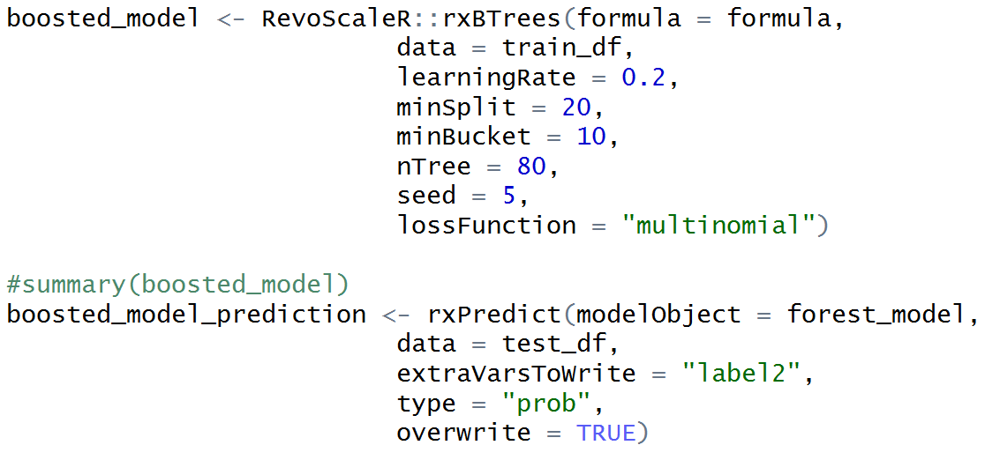 boosted_model <- RevoScaleR::rxBTrees(formula = formula,
data = train_df,
learningRate = 0.2,
minSplit = 20,
minBucket = 10,
nTree = 80,
seed = 5,
lossFunction = "multinomial")
#summary(boosted_model)
boosted_model_prediction <- rxPredict(modelObject = forest_model,
data = test_df,
extraVarsToWrite = "label2",
type = "prob",
overwrite = TRUE)